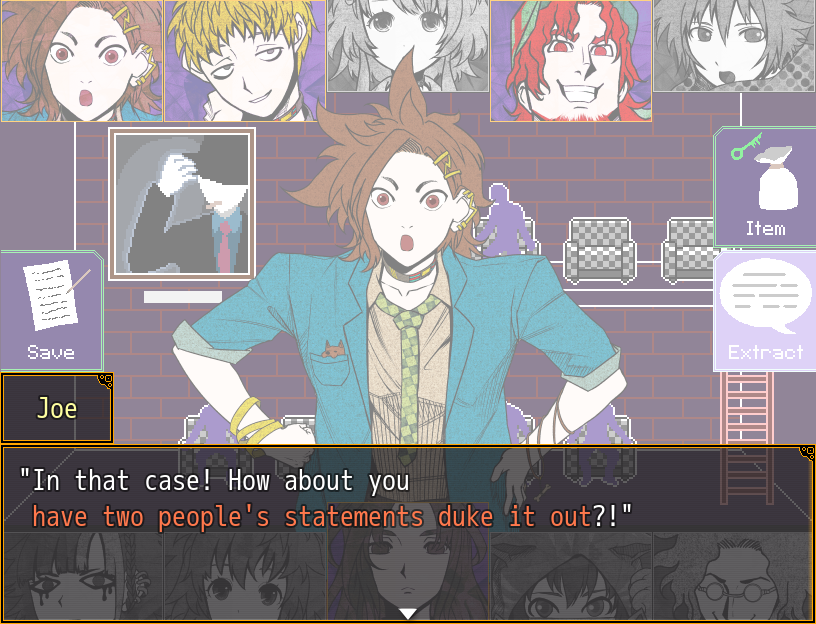 Item
Save
Extract
Joe
"In that case! How about you
have two people's statements duke it out?!"